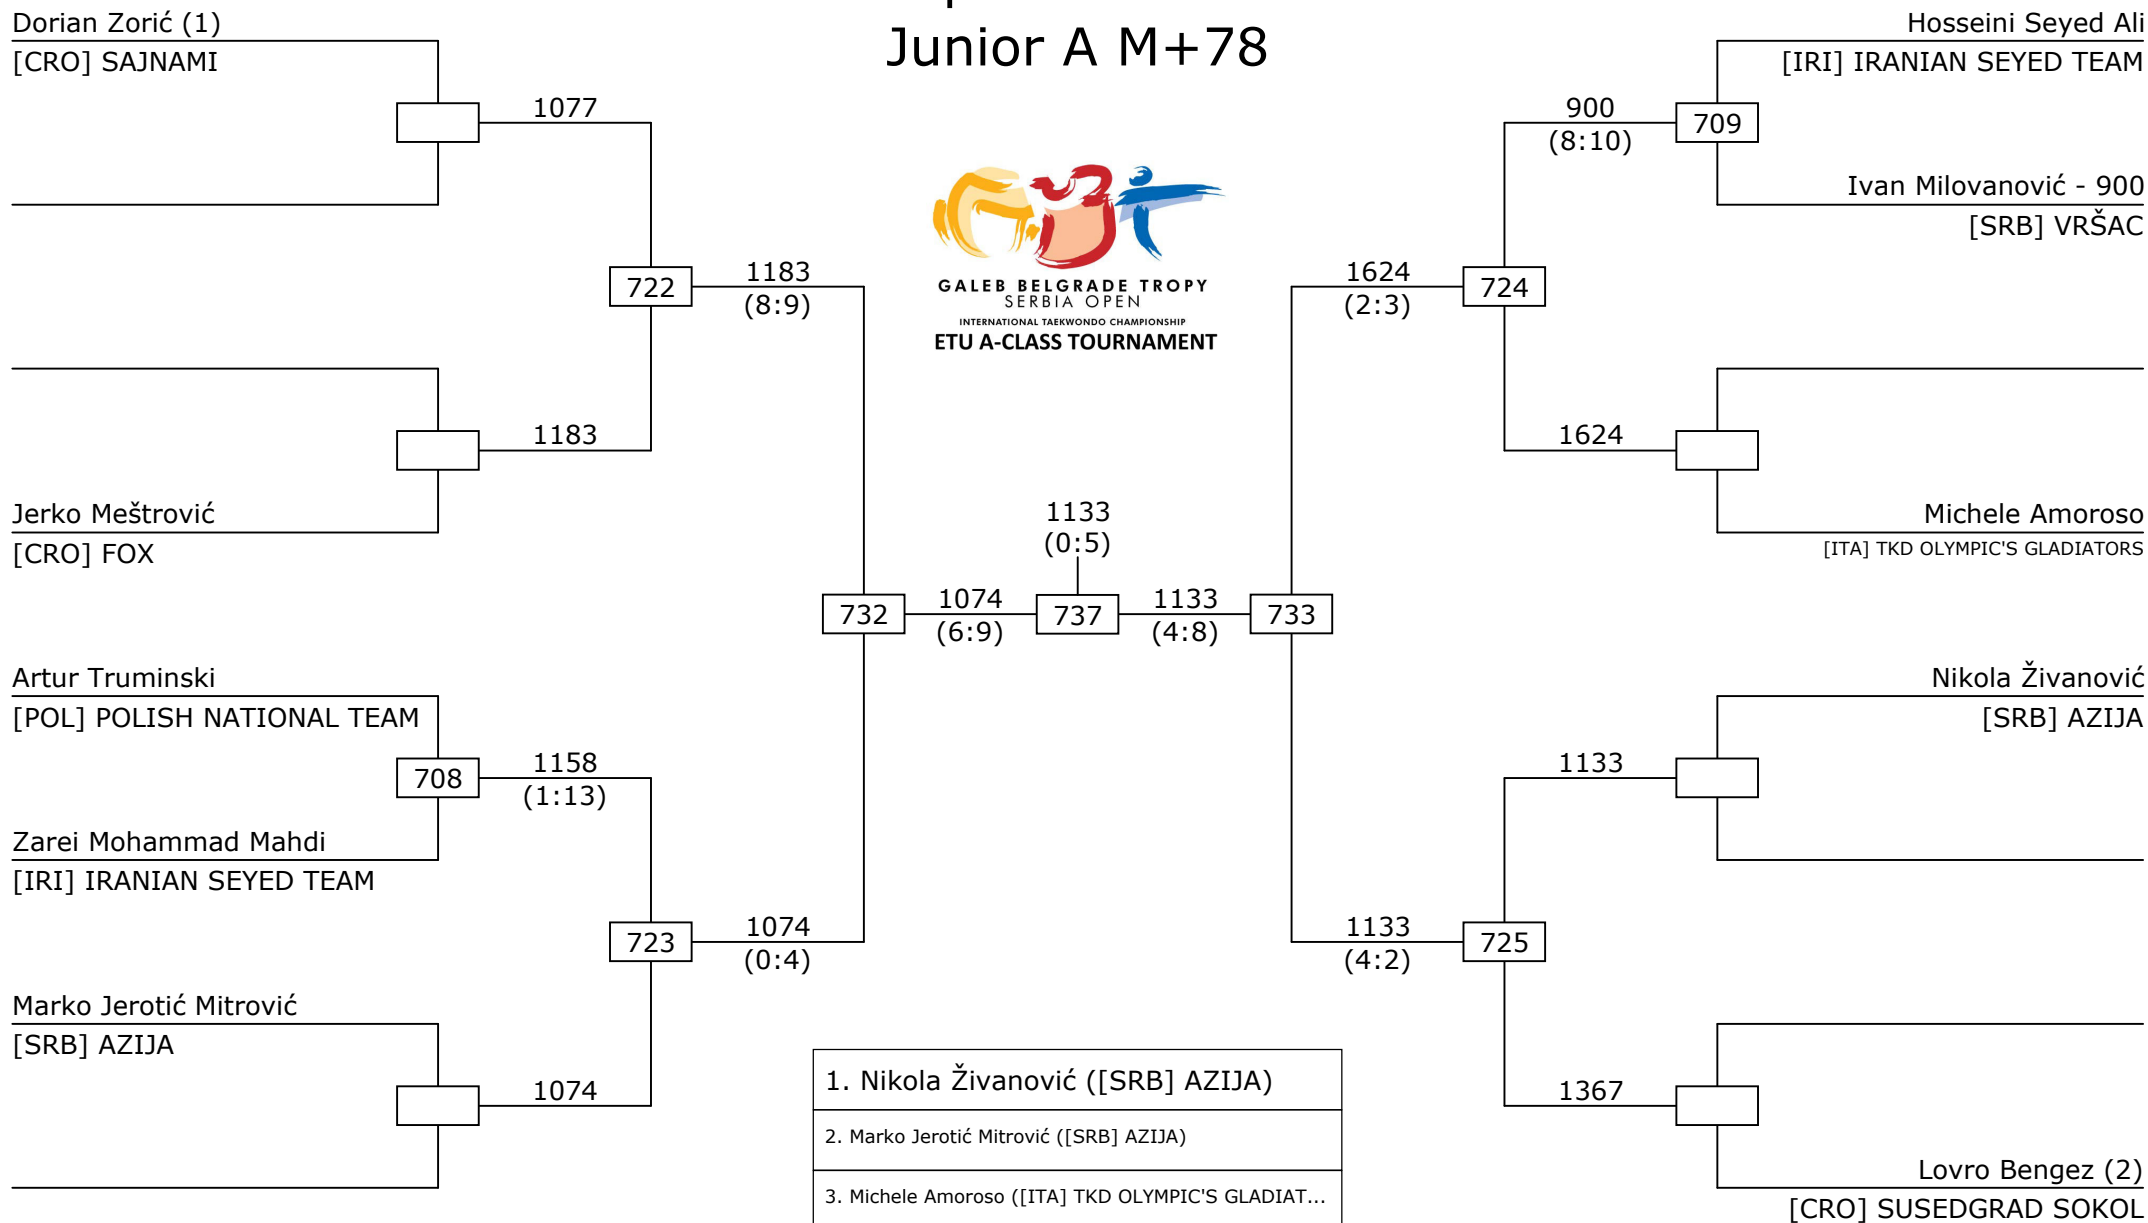 Junior A M+78
Dorian Zorić (1)
[CRO] SAJNAMI
1077
722
1183
(8:9)
1183
Jerko Meštrović
[CRO] FOX
Artur Truminski
[POL] POLISH NATIONAL TEAM
708
1158
(1:13)
Zarei Mohammad Mahdi
[IRI] IRANIAN SEYED TEAM
723
1074
(0:4)
Marko Jerotić Mitrović
[SRB] AZIJA
1074
732
1074
(6:9)
GALEB BELGRADE TROPY
SERBIA OPEN
INTERNATIONAL TAEKWONDO CHAMPIONSHIP
ETU A-CLASS TOURNAMENT
1133
(0:5)
737
1133
(4:8)
733
Hosseini Seyed Ali
[IRI] IRANIAN SEYED TEAM
900
(8:10)
709
Ivan Milovanović - 900
[SRB] VRŠAC
1624
(2:3)
724
1624
Michele Amoroso
[ITA] TKD OLYMPIC'S GLADIATORS
Nikola Živanović
[SRB] AZIJA
1133
1133
(4:2)
725
1367
Lovro Bengez (2)
[CRO] SUSEDGRAD SOKOL
1. Nikola Živanović ([SRB] AZIJA)
2. Marko Jerotić Mitrović ([SRB] AZIJA)
3. Michele Amoroso ([ITA] TKD OLYMPIC'S GLADIAT...